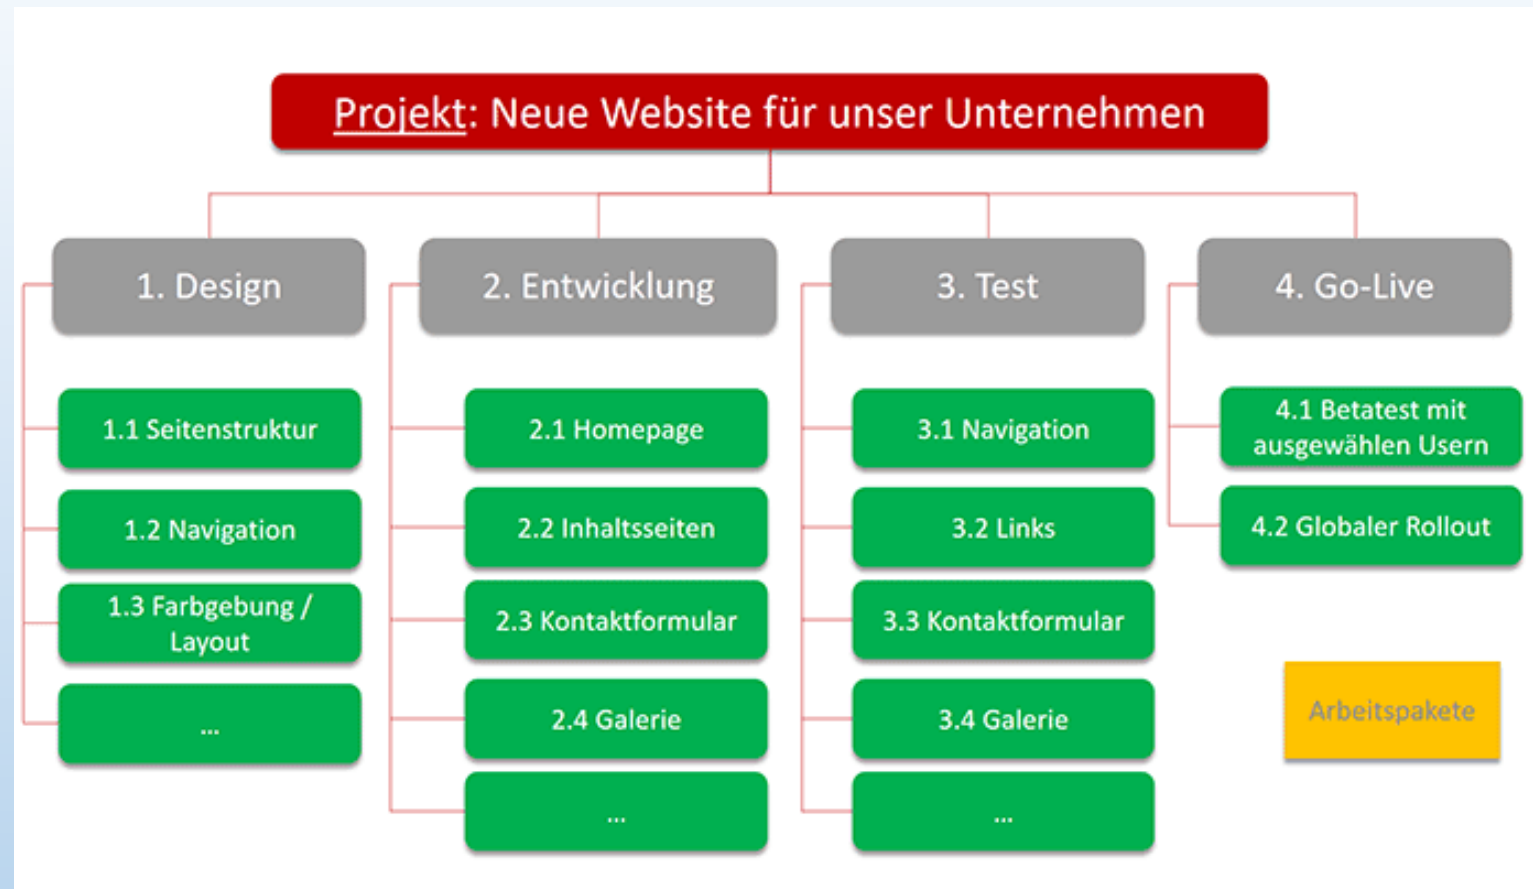 Projekt: Neue Website für unser Unternehmen
1. Design
1.1 Seitenstruktur
1.2 Navigation
1.3 Farbgebung /
Layout
...
2. Entwicklung
2.1 Homepage
2.2 Inhaltsseiten
2.3 Kontaktformular
2.4 Galerie
...
3. Test
3.1 Navigation
3.2 Links
3.3 Kontaktformular
3.4 Galerie
...
4. Go-Live
4.1 Betatest mit
ausgewählen Usern
4.2 Globaler Rollout
Arbeitspakete